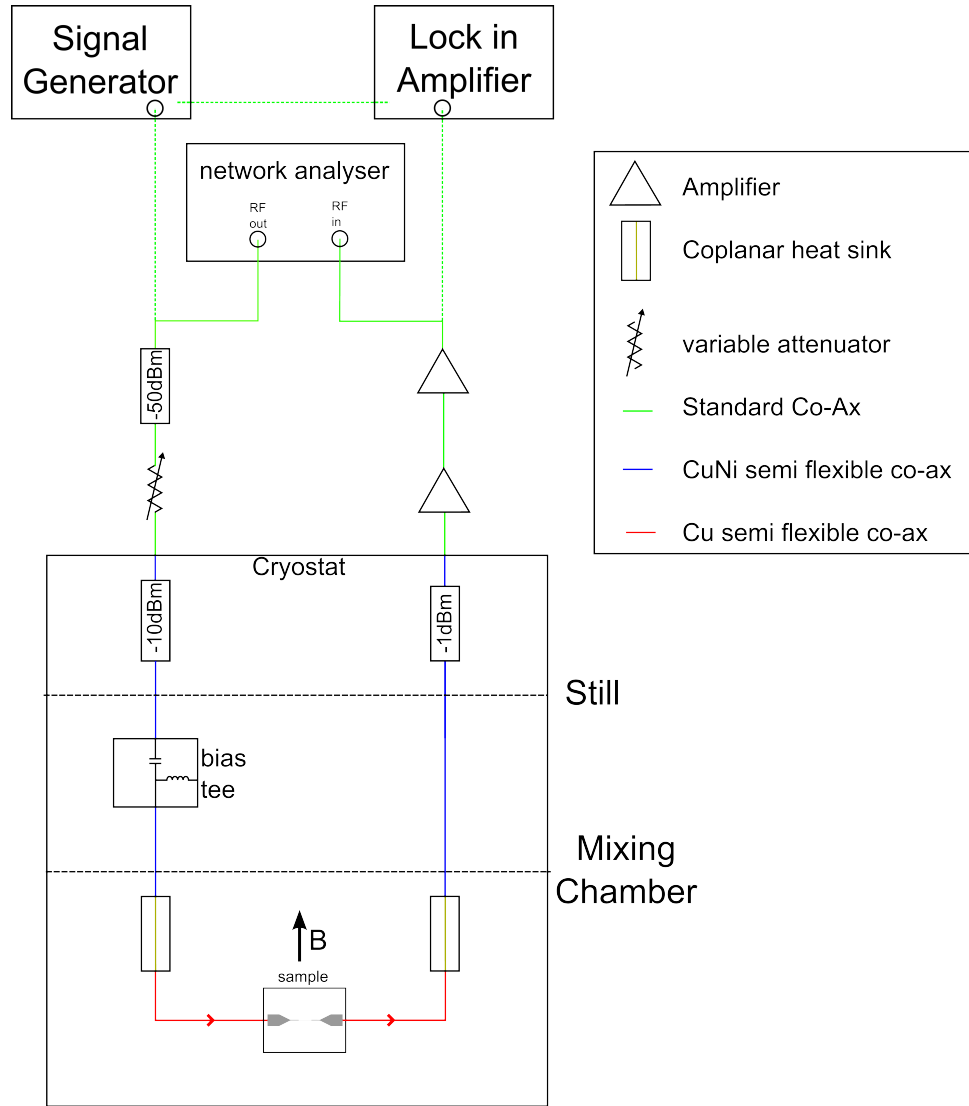 Signal
Generator
Lock in
Amplifier
network analyser
RF
out
RF
in
Amplifier
Coplanar heat sink
variable attenuator
Standard Co-Ax
CuNi semi flexible co-ax
Cu semi flexible co-ax
-50dBm
Cryostat
-10dBm
-1dBm
Still
bias
tee
Mixing
Chamber
B
sample